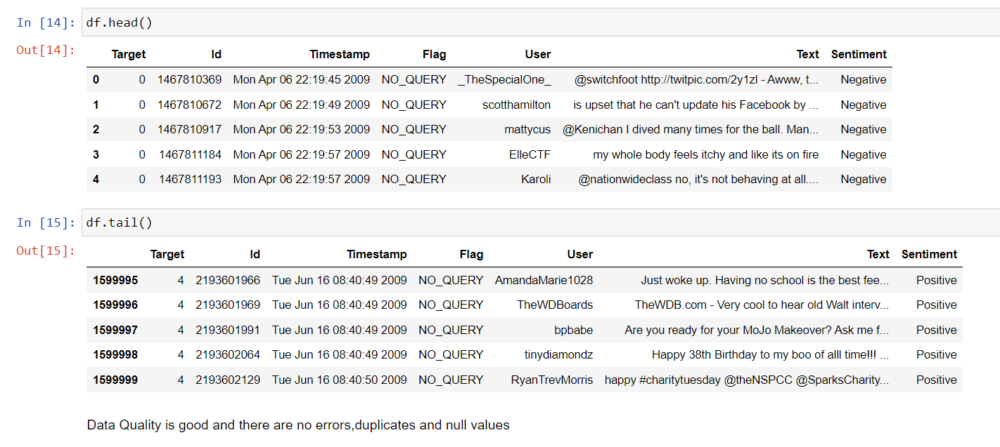 In [14]: df.head()
Out[14]:
Target Id Timestamp Flag User Text Sentiment
0 0 1467810369 Mon Apr 06 22:19:45 2009 NO_QUERY _TheSpecialOne_ @switchfoot http://twitpic.com/2y1zl - Awww, t... Negative
1 0 1467810672 Mon Apr 06 22:19:49 2009 NO_QUERY scotthamilton is upset that he can't update his Facebook by ... Negative
2 0 1467810917 Mon Apr 06 22:19:53 2009 NO_QUERY mattycus @Kenichan I dived many times for the ball. Man... Negative
3 0 1467811184 Mon Apr 06 22:19:57 2009 NO_QUERY ElleCTF my whole body feels itchy and like its on fire Negative
4 0 1467811193 Mon Apr 06 22:19:57 2009 NO_QUERY Karoli @nationwideclass no, it's not behaving at all.... Negative
In [15]: df.tail()
Out[15]:
Target Id Timestamp Flag User Text Sentiment
1599995 4 2193601966 Tue Jun 16 08:40:49 2009 NO_QUERY AmandaMarie1028 Just woke up. Having no school is the best fee... Positive
1599996 4 2193601969 Tue Jun 16 08:40:49 2009 NO_QUERY TheWDBoards TheWDB.com - Very cool to hear old Walt interv... Positive
1599997 4 2193601991 Tue Jun 16 08:40:49 2009 NO_QUERY bpbabe Are you ready for your MoJo Makeover? Ask me f... Positive
1599998 4 2193602064 Tue Jun 16 08:40:49 2009 NO_QUERY tinydiamondz Happy 38th Birthday to my boo of alll time!!! ... Positive
1599999 4 2193602129 Tue Jun 16 08:40:50 2009 NO_QUERY RyanTrevMorris happy #charitytuesday @theNSPCC @SparksCharity... Positive
Data Quality is good and there are no errors,duplicates and null values